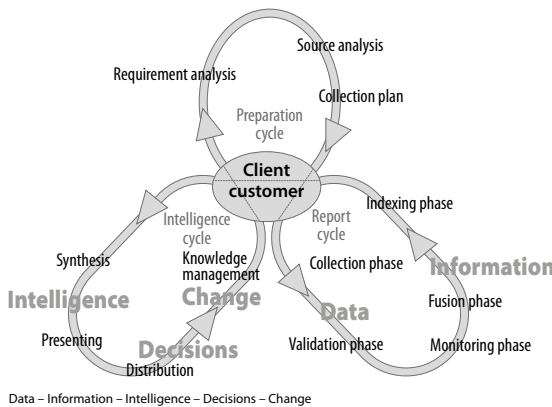 Source analysis
Requirement analysis
Collection plan
Preparation
cycle
Client
customer
Indexing phase
Intelligence
cycle
Report
cycle
Synthesis
Knowledge
management
Collection phase
Information
Intelligence
Change
Data
Fusion phase
Presenting
Decisions
Validation phase
Monitoring phase
Distribution
Data – Information – Intelligence – Decisions – Change